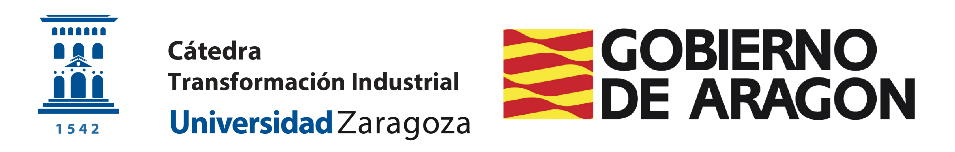 1542
Cátedra
Transformación Industrial
Universidad Zaragoza
GOBIERNO
DE ARAGON